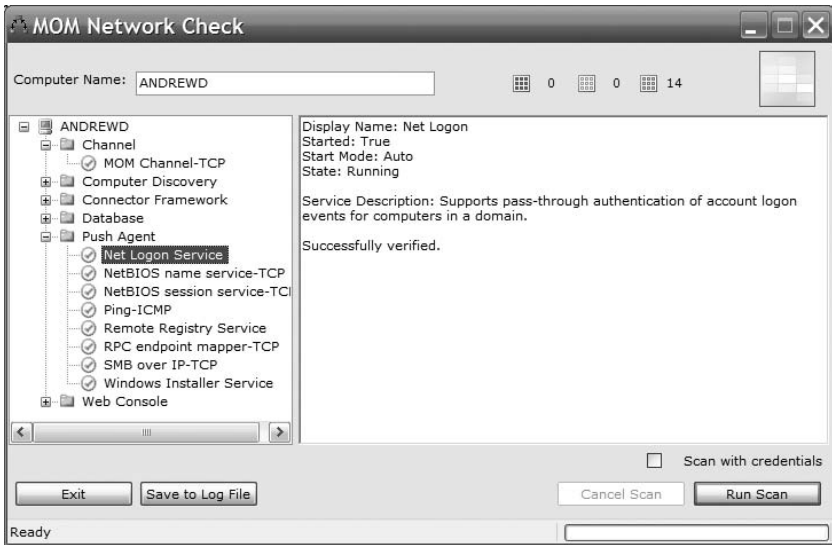 MOM Network Check
Computer Name: ANDREWD 0 0 14
ANDREWD
Channel
MOM Channel-TCP
Computer Discovery
Connector Framework
Database
Push Agent
Net Logon Service
NetBIOS name service-TCP
NetBIOS session service-TCI
Ping-ICMP
Remote Registry Service
RPC endpoint mapper-TCP
SMB over IP-TCP
Windows Installer Service
Web Console
Display Name: Net Logon
Started: True
Start Mode: Auto
State: Running
Service Description: Supports pass-through authentication of account logon
events for computers in a domain.
Successfully verified.
Scan with credentials
Exit Save to Log File Cancel Scan Run Scan
Ready